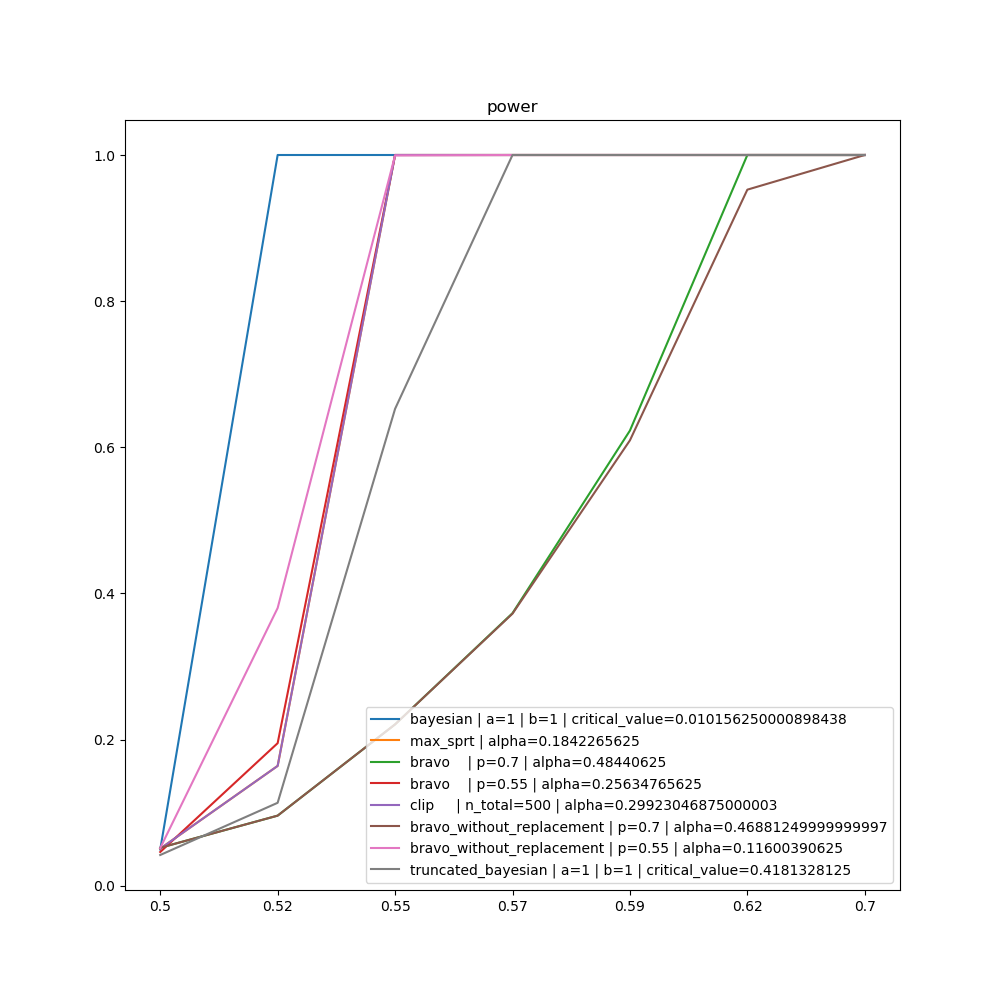 power
1.0
0.8
0.6
0.4
0.2
0.0
bayesian | a=1 | b=1 | critical_value=0.010156250000898438
max_sprt | alpha=0.1842265625
bravo    | p=0.7 | alpha=0.48440625
bravo    | p=0.55 | alpha=0.25634765625
clip     | n_total=500 | alpha=0.29923046875000003
bravo_without_replacement | p=0.7 | alpha=0.46881249999999997
bravo_without_replacement | p=0.55 | alpha=0.11600390625
truncated_bayesian | a=1 | b=1 | critical_value=0.4181328125
0.5 0.52 0.55 0.57 0.59 0.62 0.7